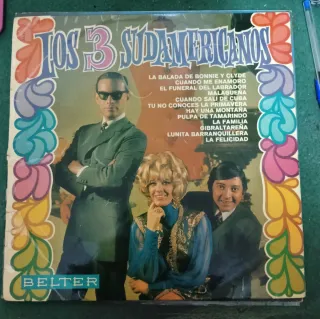 LOS 3 SUDAMERICANOS
LA BALADA DE BONNIE Y CLYDE
CUANDO ME ENAMORO
EL FUNERAL DEL LABRADOR
MALAGUEÑA
CUANDO SALI DE CUBA
TU NO CONOCES LA PRIMAVERA
HAY UNA MONTAÑA
PULPA DE TAMARINDO
LA FAMILIA
GIBRALTAREÑA
LUNITA BARRANQUILLERA
LA FELICIDAD
BELTER